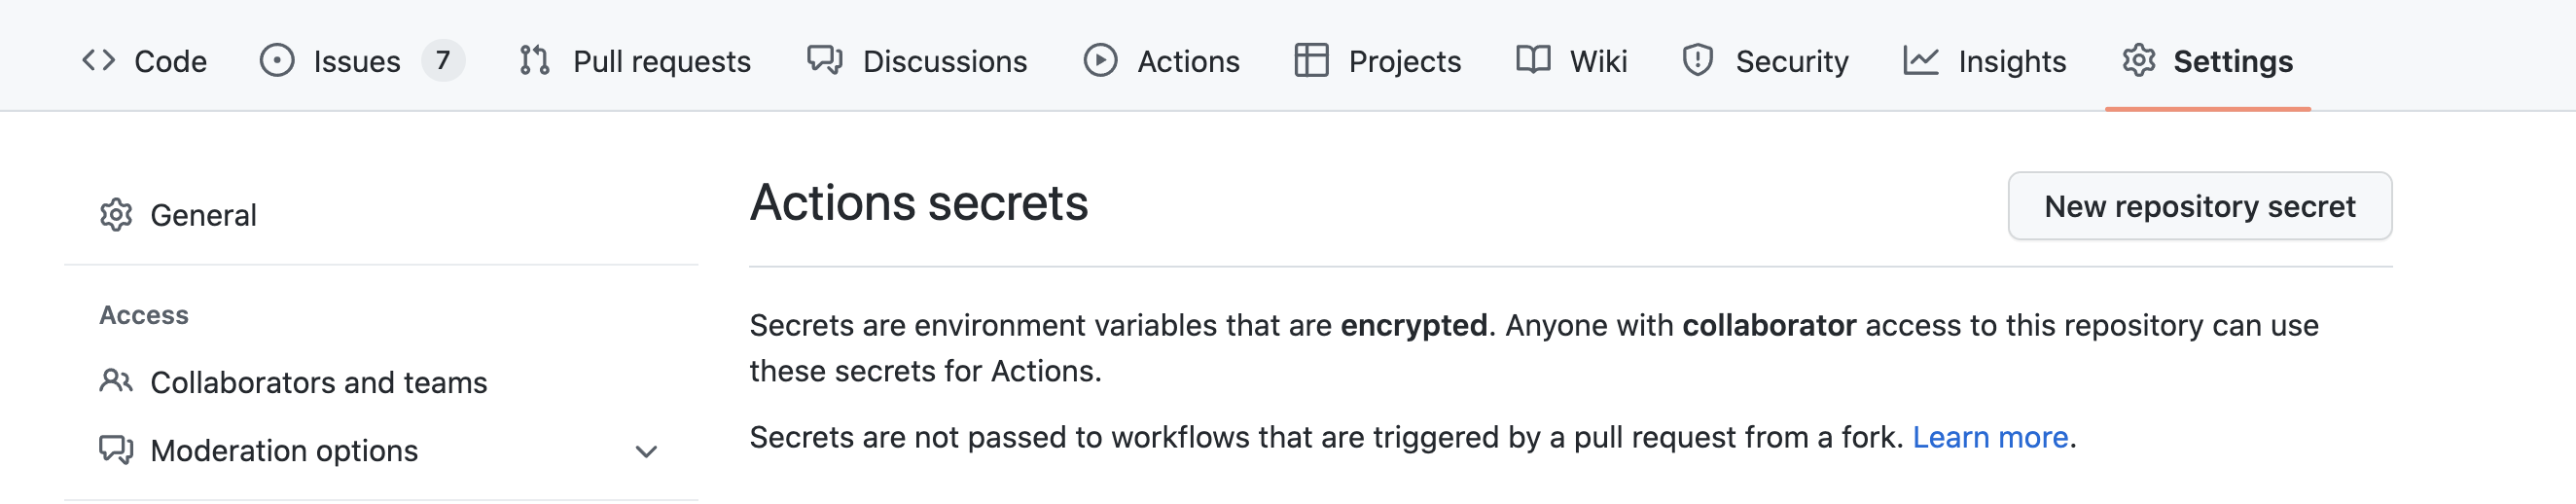 Code Issues 7 Pull requests Discussions Actions Projects Wiki Security Insights Settings
General
Access
Collaborators and teams
Moderation options
Actions secrets
New repository secret
Secrets are environment variables that are encrypted. Anyone with collaborator access to this repository can use
these secrets for Actions.
Secrets are not passed to workflows that are triggered by a pull request from a fork. Learn more.